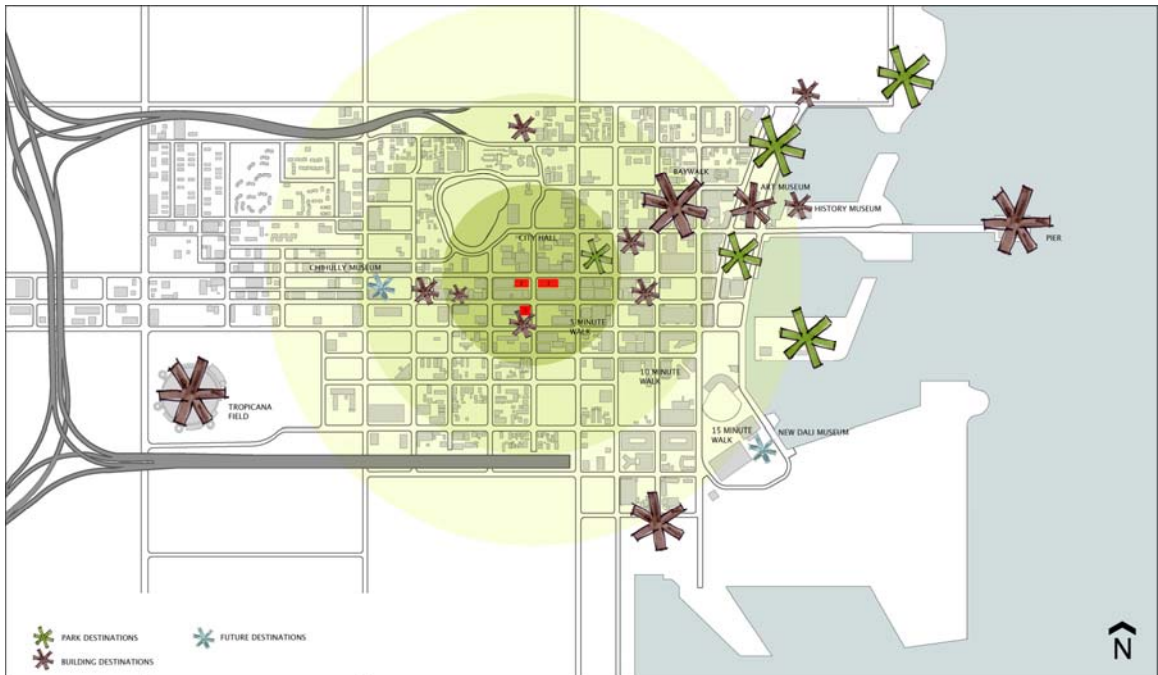 BAYWALK
ART MUSEUM
HISTORY MUSEUM
PIER
CITY HALL
CHIHULLY MUSEUM
5 MINUTE
WALK
10 MINUTE
WALK
TROPICANA
FIELD
15 MINUTE
WALK
NEW DALI MUSEUM
PARK DESTINATIONS
FUTURE DESTINATIONS
BUILDING DESTINATIONS
N